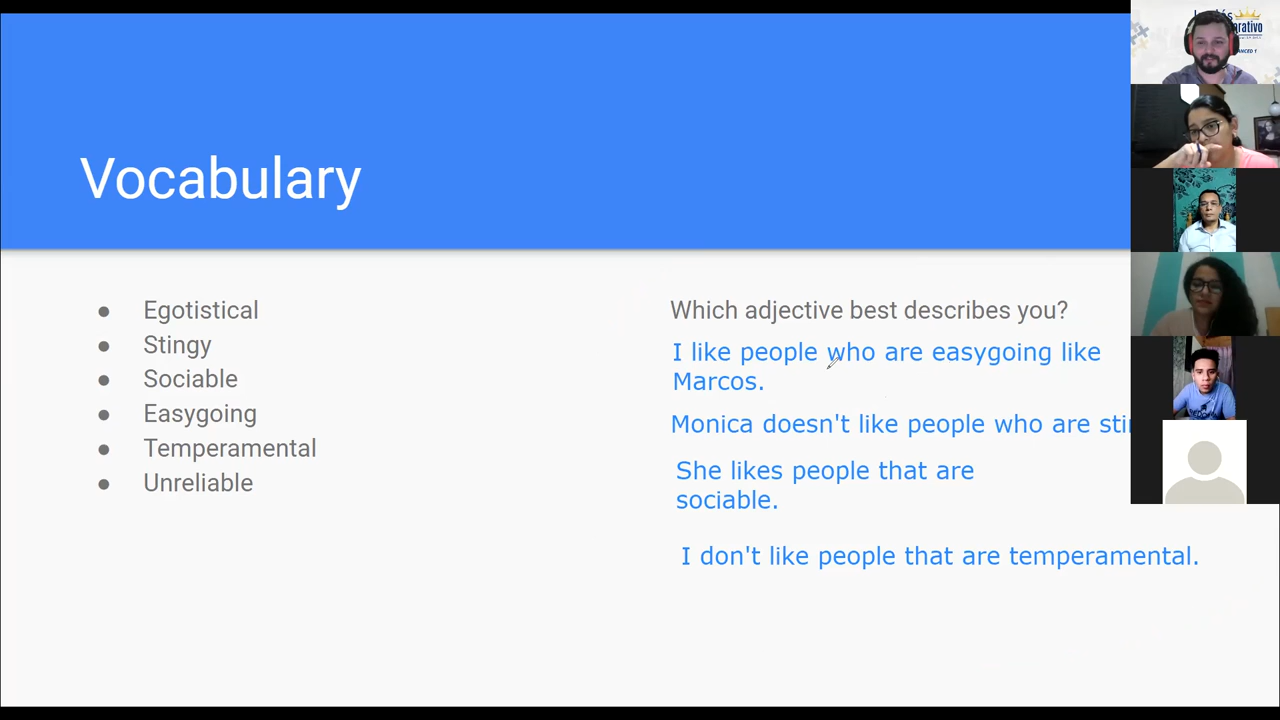 Vocabulary
Egotistical
Stingy
Sociable
Easygoing
Temperamental
Unreliable
Which adjective best describes you?
I like people who are easygoing like
Marcos.
Monica doesn't like people who are
She likes people that are
sociable.
I don't like people that are temperamental.